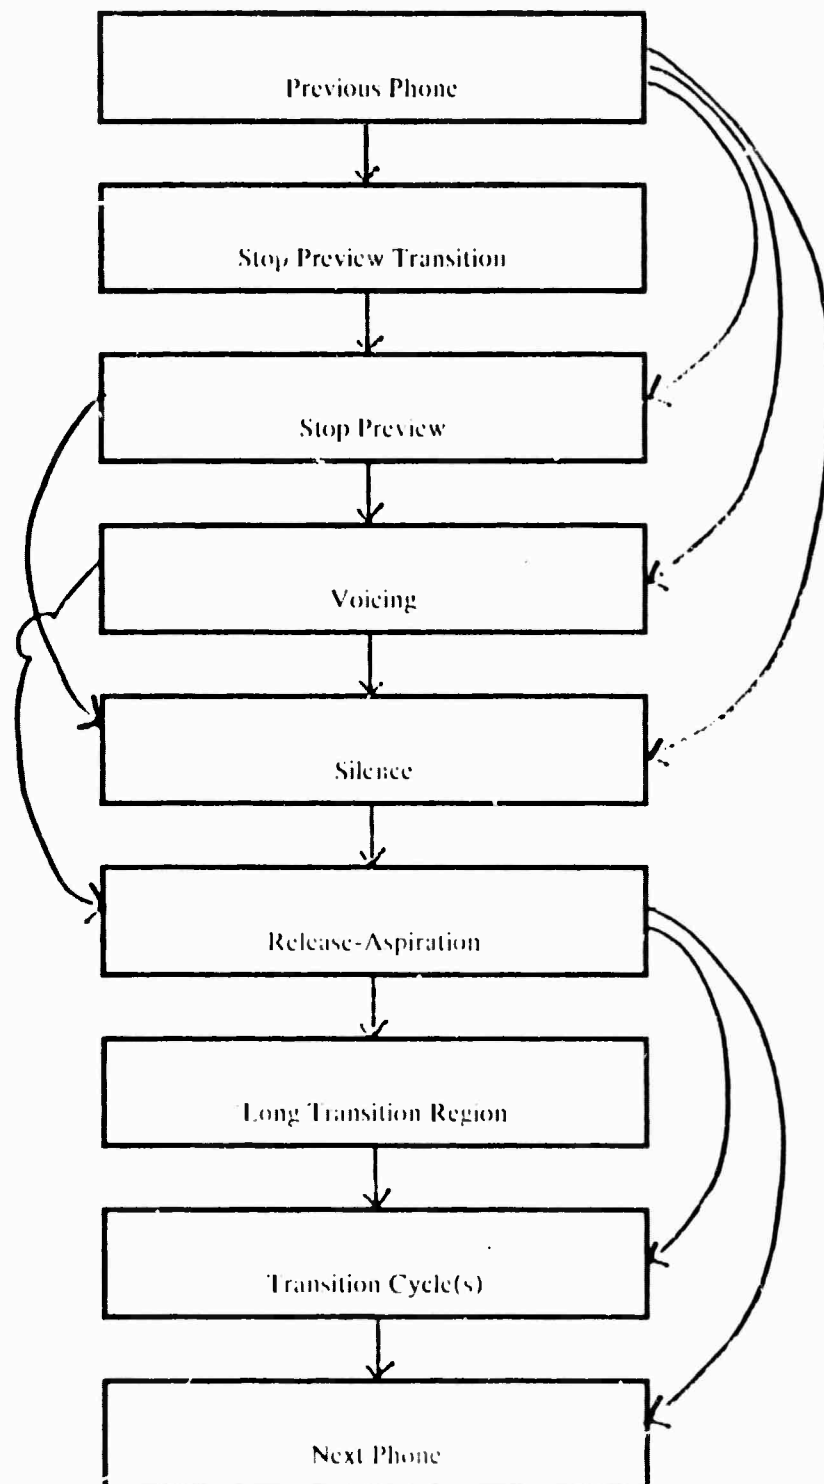 Previous Phone
Stop Preview Transition
Stop Preview
Voicing
Silence
Release-Aspiration
Long Transition Region
Transition Cycle(s)
Next Phone